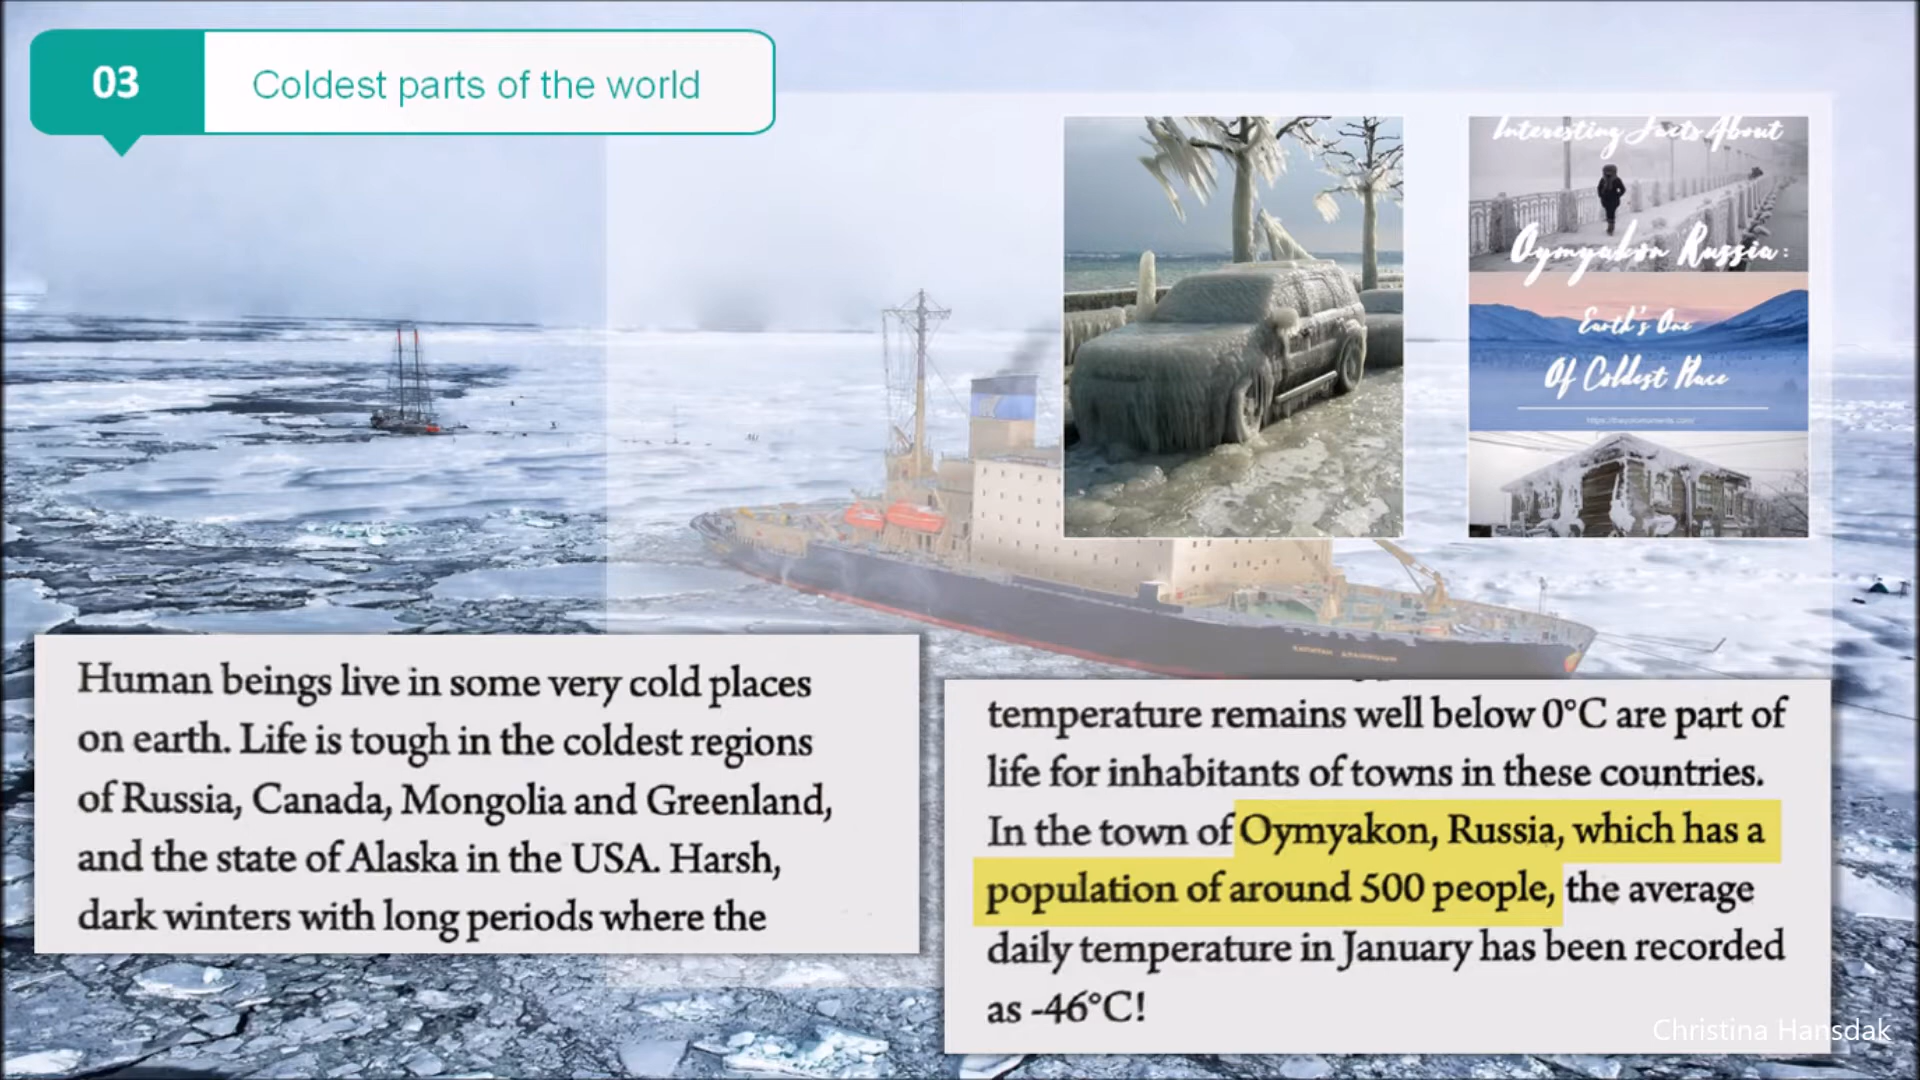 03
Coldest parts of the world
Interesting Facts About
Oymyakon Russia:
Earth's One
Of Coldest Place
Human beings live in some very cold places
on earth. Life is tough in the coldest regions
of Russia, Canada, Mongolia and Greenland,
and the state of Alaska in the USA. Harsh,
dark winters with long periods where the
temperature remains well below 0°C are part of
life for inhabitants of towns in these countries.
In the town of Oymyakon, Russia, which has a
population of around 500 people, the average
daily temperature in January has been recorded
as -46°C!
Christina Hansdak